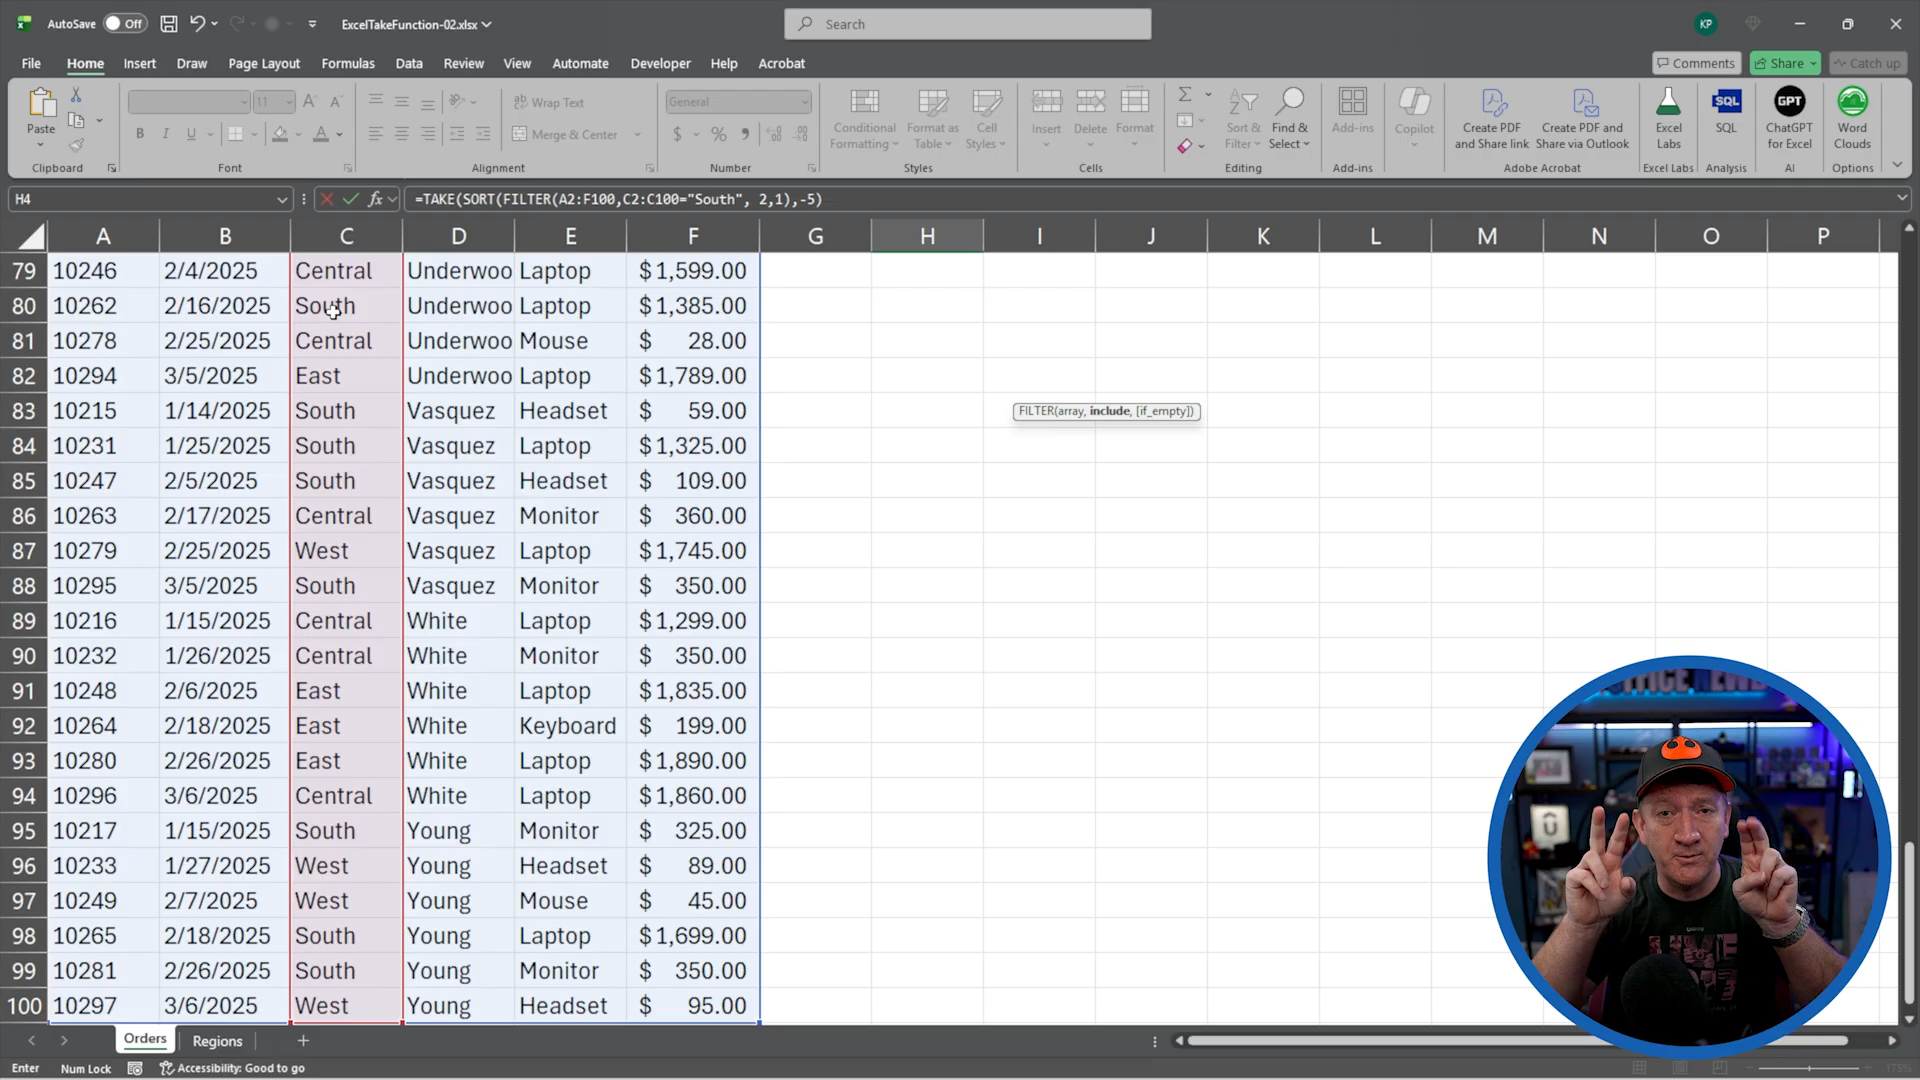 AutoSave Off ExcelTakeFunction-02.xlsx Search KP
File Home Insert Draw Page Layout Formulas Data Review View Automate Developer Help Acrobat Comments Share Catch up
Paste 11 Wrap Text General Conditional Formatting Format as Table Cell Styles Insert Delete Format Sort & Filter Find & Select Add-ins Copilot Create PDF and Share link Create PDF and Share via Outlook Excel Labs SQL ChatGPT for Excel Word Clouds
B I U A Merge & Center $ % SQL GPT
Clipboard Font Alignment Number Styles Cells Editing Add-ins Adobe Acrobat Excel Labs Analysis AI Options
H4 fx =TAKE(SORT(FILTER(A2:F100,C2:C100="South", 2,1),-5)
A B C D E F G H I J K L M N O P
79 10246 2/4/2025 Central Underwoo Laptop $1,599.00
80 10262 2/16/2025 South Underwoo Laptop $1,385.00
81 10278 2/25/2025 Central Underwoo Mouse $ 28.00
82 10294 3/5/2025 East Underwoo Laptop $1,789.00
83 10215 1/14/2025 South Vasquez Headset $ 59.00
FILTER(array, include, [if_empty])
84 10231 1/25/2025 South Vasquez Laptop $1,325.00
85 10247 2/5/2025 South Vasquez Headset $ 109.00
86 10263 2/17/2025 Central Vasquez Monitor $ 360.00
87 10279 2/25/2025 West Vasquez Laptop $1,745.00
88 10295 3/5/2025 South Vasquez Monitor $ 350.00
89 10216 1/15/2025 Central White Laptop $1,299.00
90 10232 1/26/2025 Central White Monitor $ 350.00
91 10248 2/6/2025 East White Laptop $1,835.00
92 10264 2/18/2025 East White Keyboard $ 199.00
93 10280 2/26/2025 East White Laptop $1,890.00
94 10296 3/6/2025 Central White Laptop $1,860.00
95 10217 1/15/2025 South Young Monitor $ 325.00
96 10233 1/27/2025 West Young Headset $ 89.00
97 10249 2/7/2025 West Young Mouse $ 45.00
98 10265 2/18/2025 South Young Laptop $1,699.00
99 10281 2/26/2025 South Young Monitor $ 350.00
100 10297 3/6/2025 West Young Headset $ 95.00
Orders Regions
Enter Num Lock Accessibility: Good to go 175%